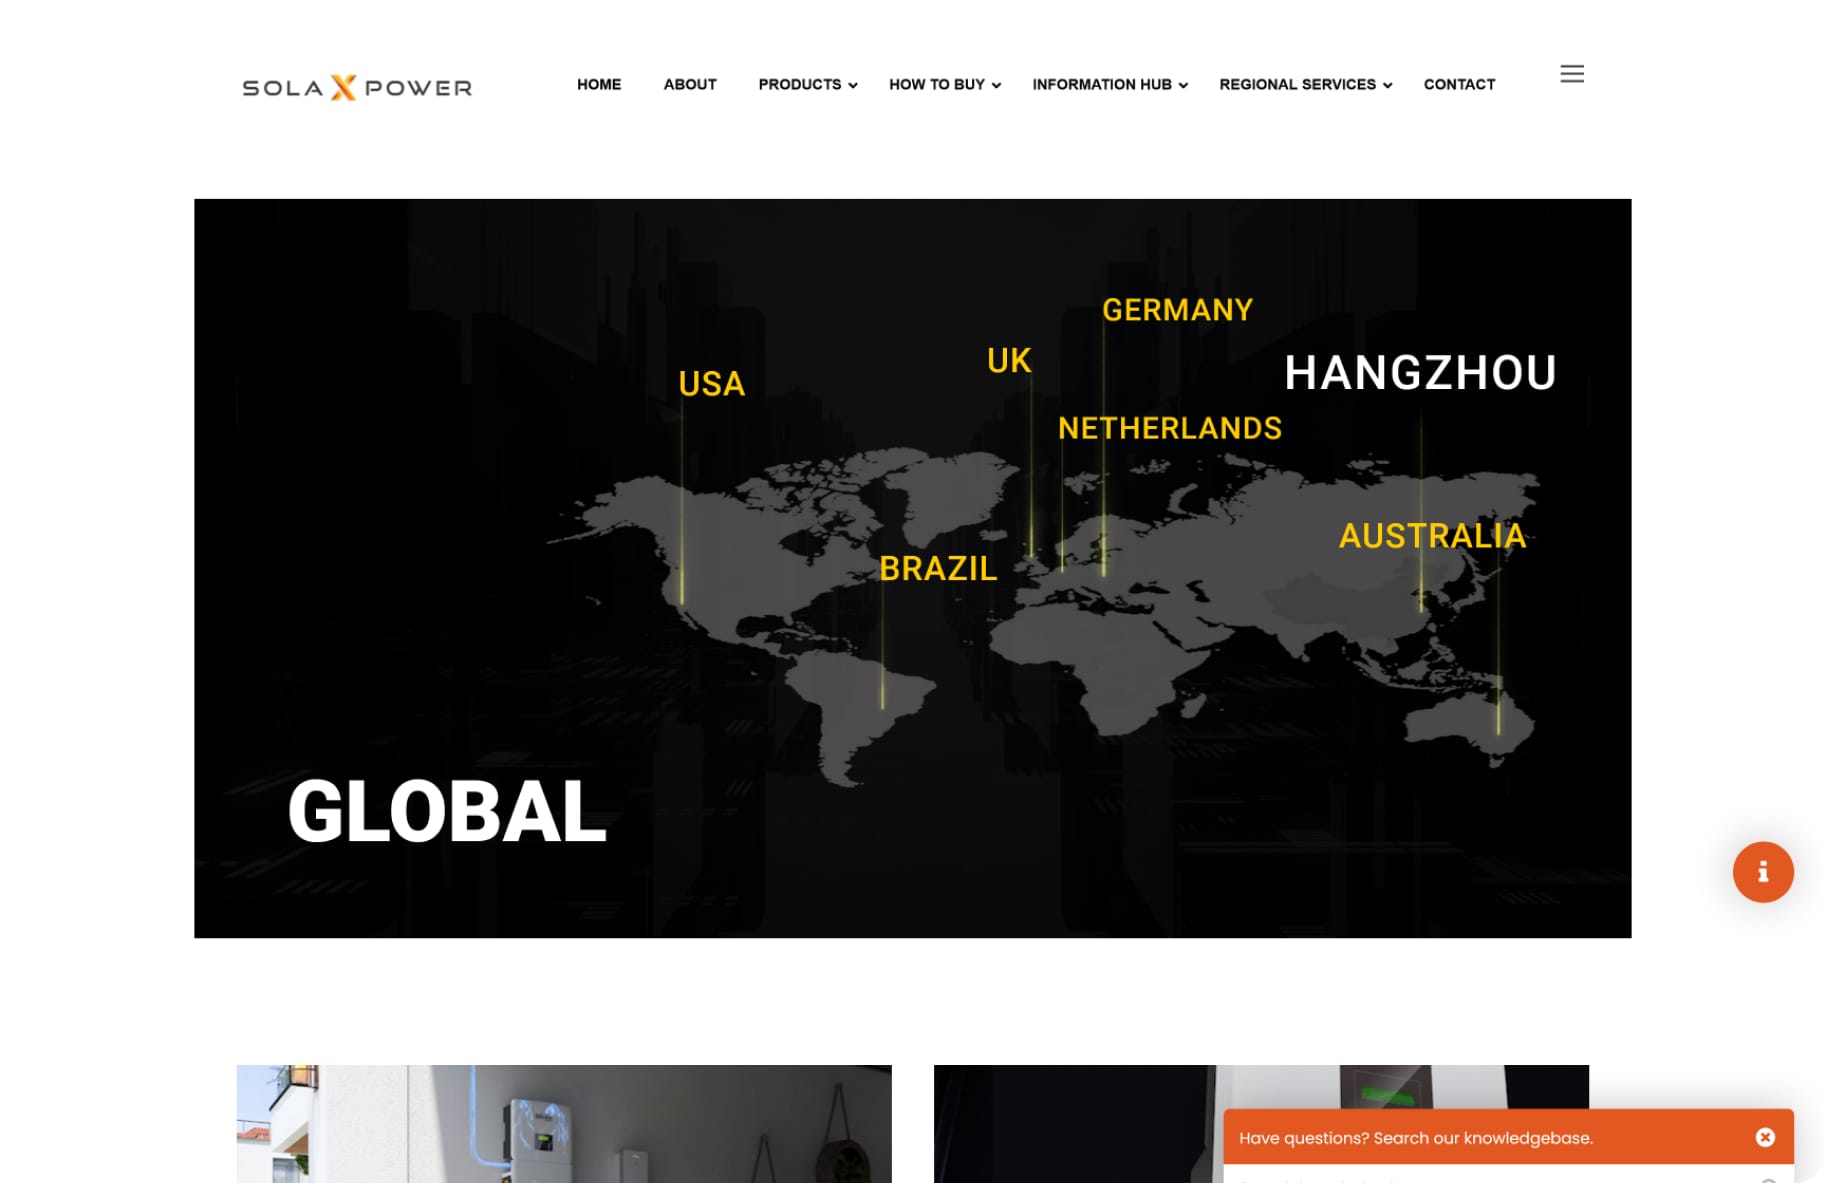 SOLAX POWER
HOME ABOUT PRODUCTS HOW TO BUY INFORMATION HUB REGIONAL SERVICES CONTACT
GERMANY
UK
HANGZHOU
USA
NETHERLANDS
AUSTRALIA
BRAZIL
GLOBAL
i
Have questions? Search our knowledgebase.